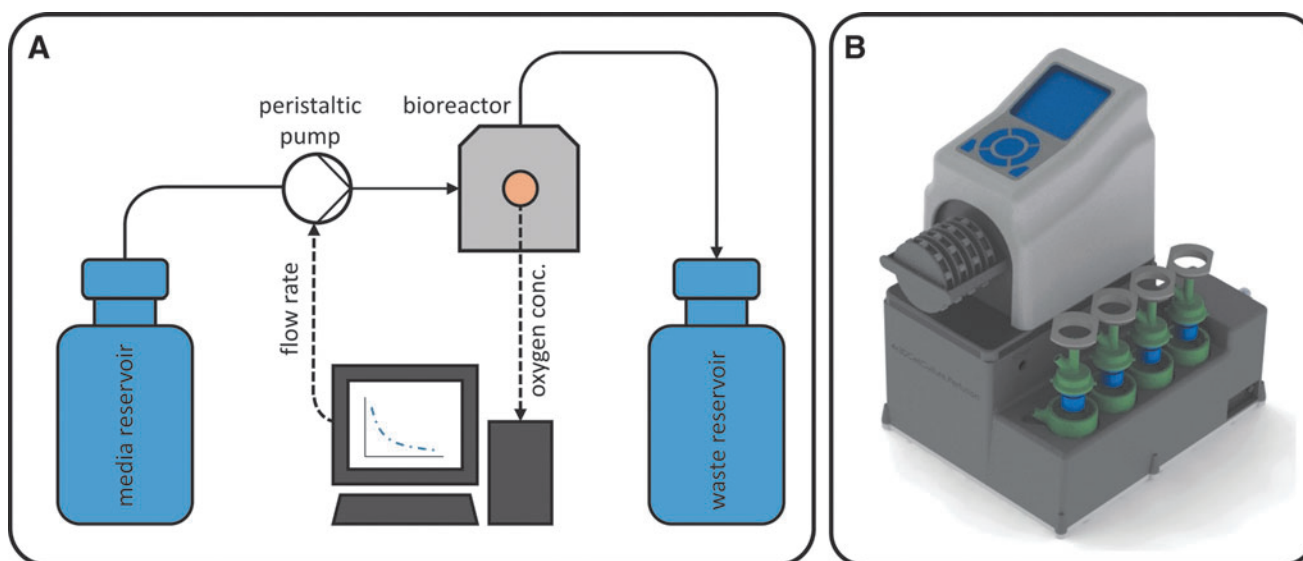 A
peristaltic
pump
bioreactor
media reservoir
flow rate
oxygen conc.
waste reservoir
B